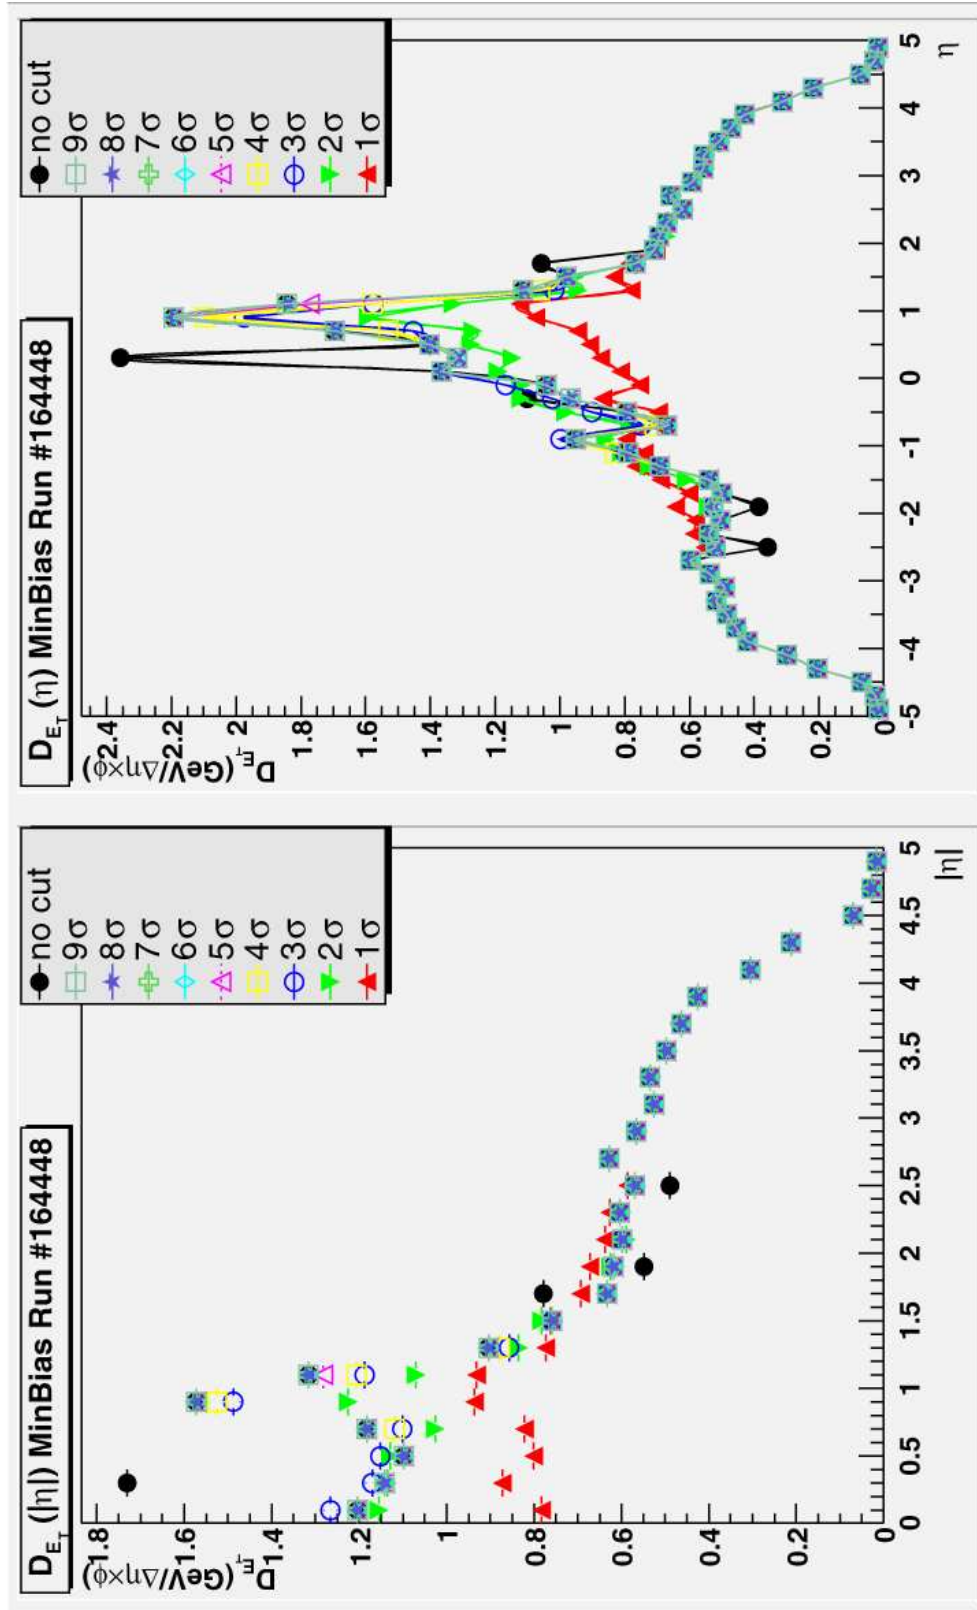 D_{E_T} (|η|) MinBias Run #164448
D_{E_T}(GeV/Δη×φ)
1.8
1.6
1.4
1.2
1
0.8
0.6
0.4
0.2
0
0 0.5 1 1.5 2 2.5 3 3.5 4 4.5 5
|η|
no cut
9σ
8σ
7σ
6σ
5σ
4σ
3σ
2σ
1σ
D_{E_T} (η) MinBias Run #164448
D_{E_T}(GeV/Δη×φ)
2.4
2.2
2
1.8
1.6
1.4
1.2
1
0.8
0.6
0.4
0.2
0
-5 -4 -3 -2 -1 0 1 2 3 4 5
η
no cut
9σ
8σ
7σ
6σ
5σ
4σ
3σ
2σ
1σ